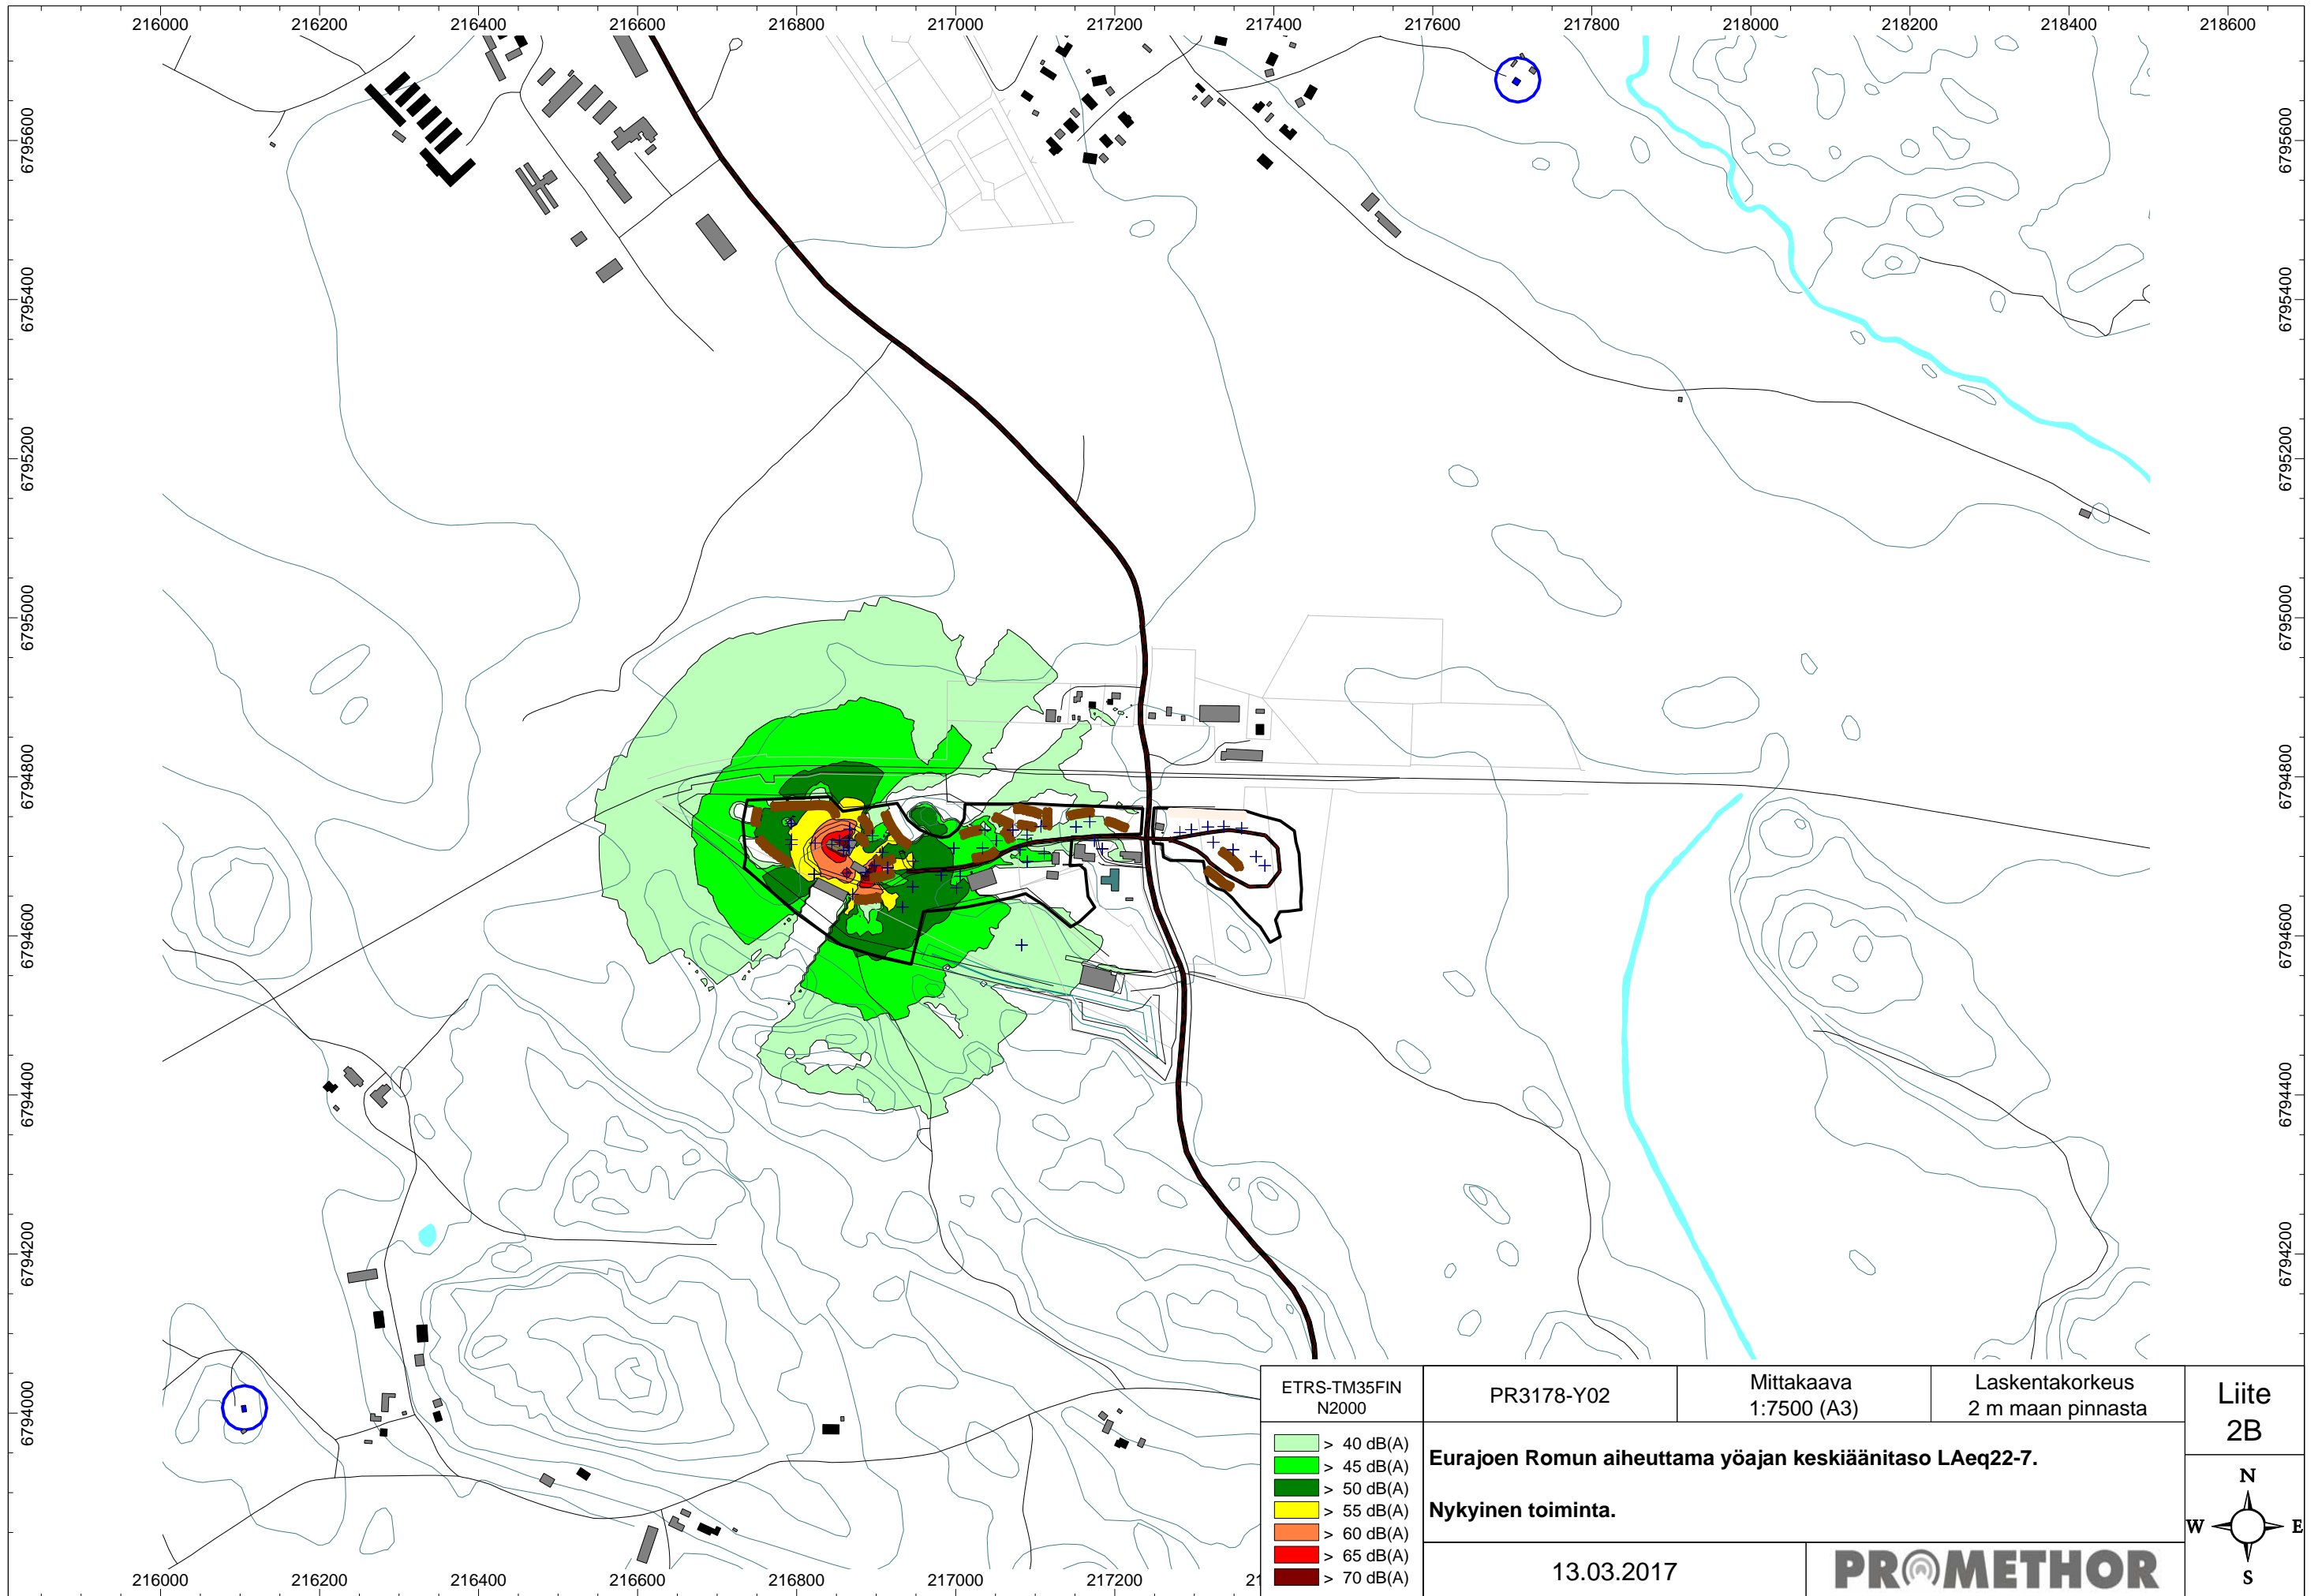 216000 216200 216400 216600 216800 217000 217200 217400 217600 217800 218000 218200 218400 218600
6795600 6795600
6795400 6795400
6795200 6795200
6795000 6795000
6794800 6794800
6794600 6794600
6794400 6794400
6794200 6794200
6794000
216000 216200 216400 216600 216800 217000 217200
ETRS-TM35FIN
N2000
PR3178-Y02
Mittakaava
1:7500 (A3)
Laskentakorkeus
2 m maan pinnasta
Liite
2B
> 40 dB(A)
> 45 dB(A)
> 50 dB(A)
> 55 dB(A)
> 60 dB(A)
> 65 dB(A)
> 70 dB(A)
Eurajoen Romun aiheuttama yöajan keskiäänitaso LAeq22-7.
Nykyinen toiminta.
13.03.2017
PROMETHOR
N
W E
S